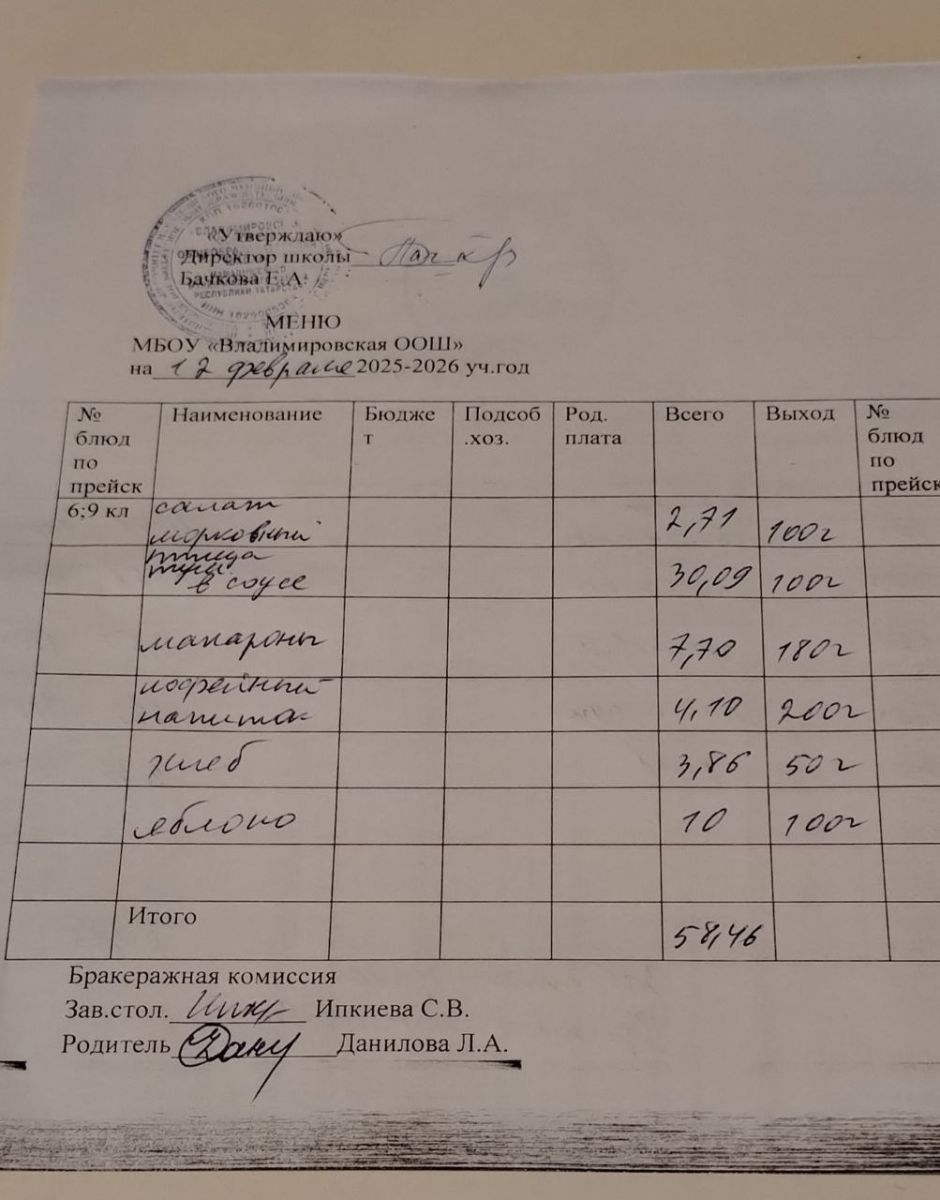 «Утверждаю»
Директор школы
Бачкова Е.А.
РЕСПУБЛИКИ ТАТАРСТАН
МЕНЮ
МБОУ «Владимировская ООШ»
на 12 февраля 2025-2026 уч.год
№ блюд по прейск Наименование Бюджет Подсоб.хоз. Род. плата Всего Выход № блюд по прейск
6;9 кл салат морковный 2,71 100г
птица в соусе 30,09 100г
макароны 7,70 180г
кофейный напиток 4,10 200г
хлеб 3,86 50г
яблоко 10 100г
Итого 58,46
Бракеражная комиссия
Зав.стол. Ипкиева С.В.
Родитель Данилова Л.А.